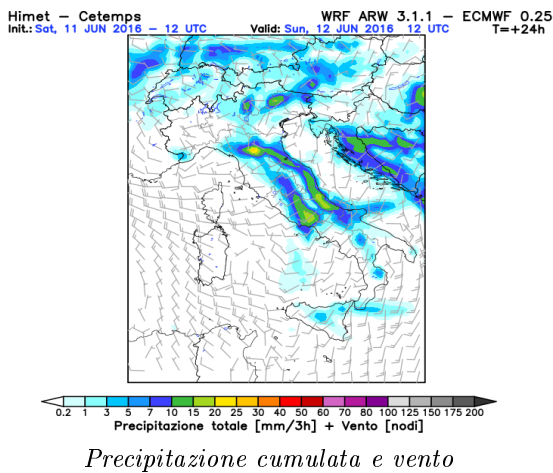 Himet – Cetemps WRF ARW 3.1.1 – ECMWF 0.25
Init.: Sat, 11 JUN 2016 – 12 UTC Valid: Sun, 12 JUN 2016 12 UTC T=+24h
0.2 1 3 5 7 10 15 20 25 30 40 50 60 70 80 100 125 150 175 200
Precipitazione totale [mm/3h] + Vento [nodi]
Precipitazione cumulata e vento